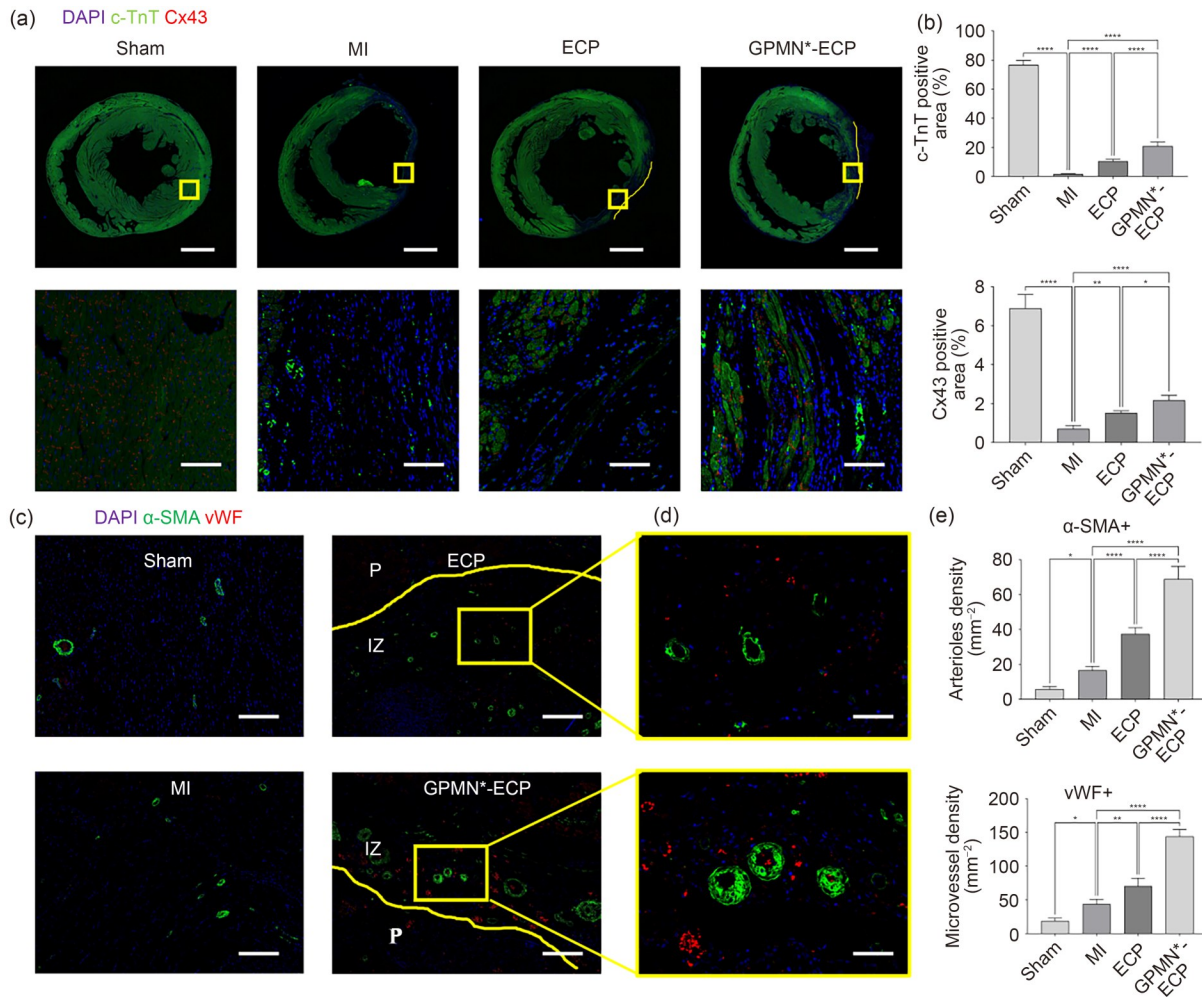 (a)
DAPI c-TnT Cx43
Sham
MI
ECP
GPMN*-ECP
(b)
c-TnT positive
area (%)
100
80
60
40
20
0
****
**** **** ****
Sham
MI
ECP
GPMN*-
ECP
Cx43 positive
area (%)
8
6
4
2
0
****
**** ** *
Sham
MI
ECP
GPMN*-
ECP
(c)
DAPI α-SMA vWF
Sham
P
ECP
IZ
MI
GPMN*-ECP
IZ
P
(d)
(e)
α-SMA+
Arterioles density
(mm⁻²)
80
60
40
20
0
****
* **** ****
Sham
MI
ECP
GPMN*-
ECP
vWF+
Microvessel density
(mm⁻²)
200
150
100
50
0
****
* ** ****
Sham
MI
ECP
GPMN*-
ECP